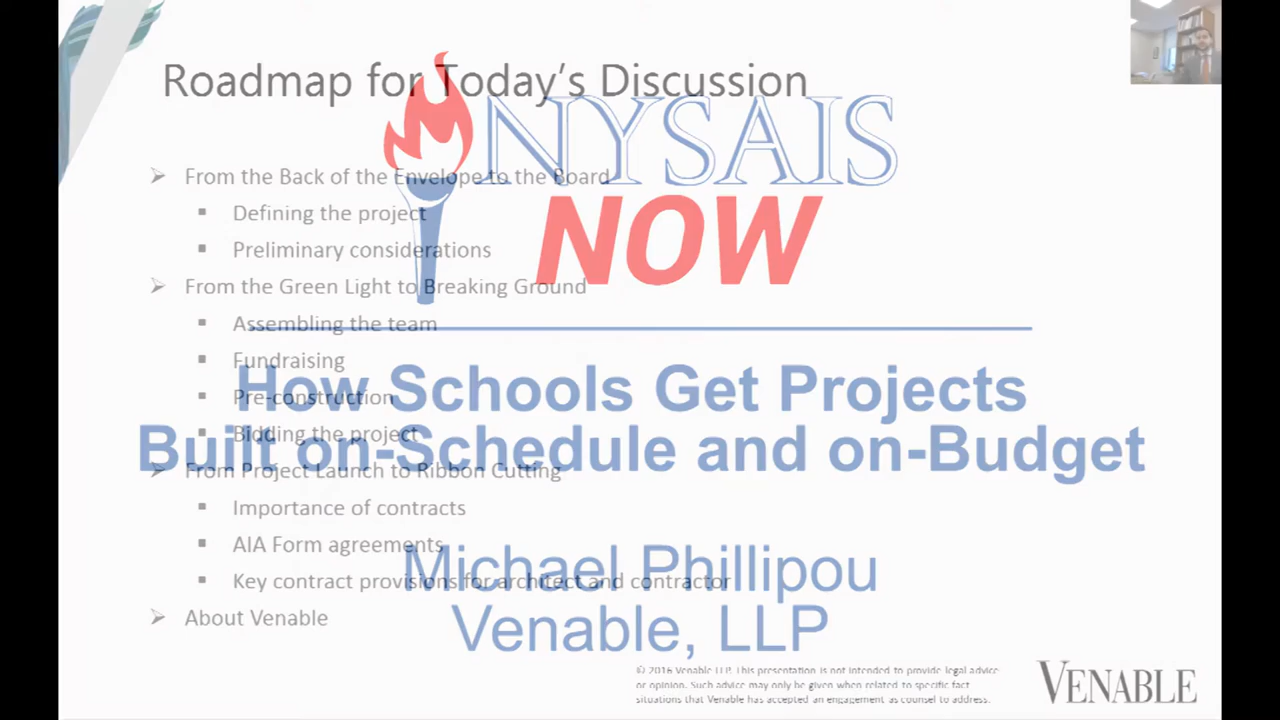 Roadmap for Today's Discussion
NYSAIS
NOW
➢ From the Back of the Envelope to the Board
▪ Defining the project
▪ Preliminary considerations
➢ From the Green Light to Breaking Ground
▪ Assembling the team
▪ Fundraising
▪ Pre-construction
▪ Bidding the project
➢ From Project Launch to Ribbon Cutting
▪ Importance of contracts
▪ AIA Form agreements
▪ Key contract provisions for architect and contractor
➢ About Venable
How Schools Get Projects
Built on-Schedule and on-Budget
Michael Phillipou
Venable, LLP
© 2016 Venable LLP. This presentation is not intended to provide legal advice
or opinion. Such advice may only be given when related to specific fact
situations that Venable has accepted an engagement as counsel to address.
VENABLE